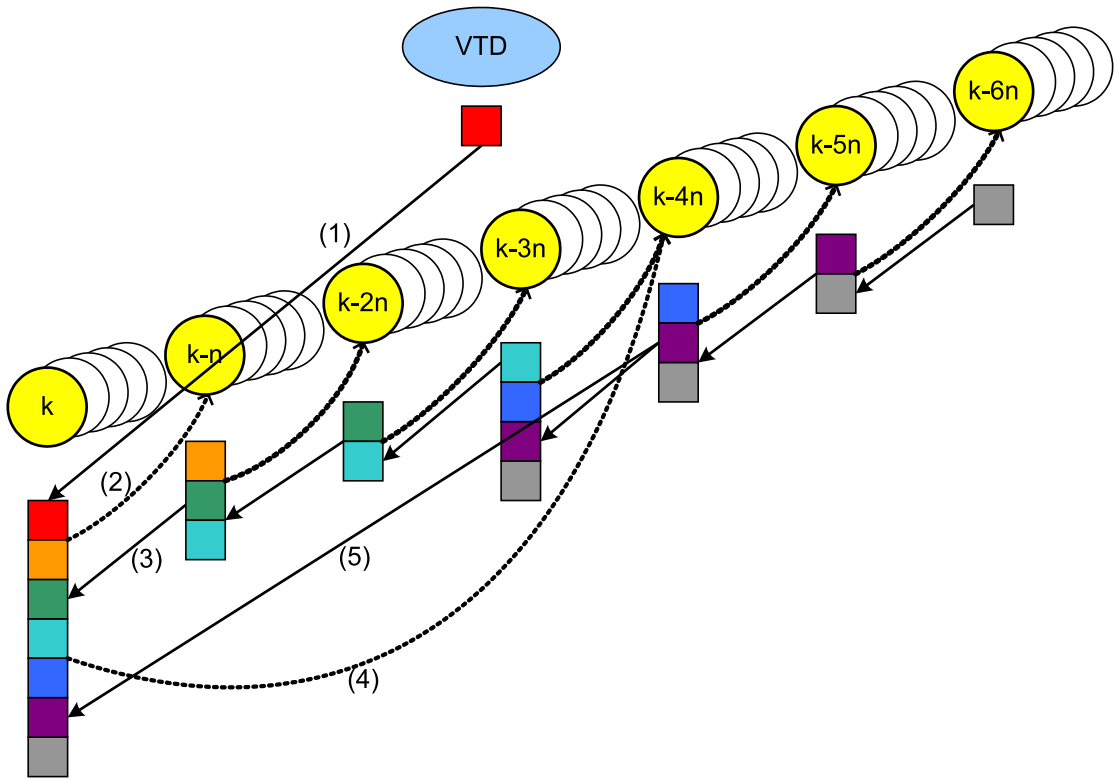 VTD
k-6n
k-5n
k-4n
(1)
k-3n
k-2n
k-n
k
(2)
(3)
(5)
(4)